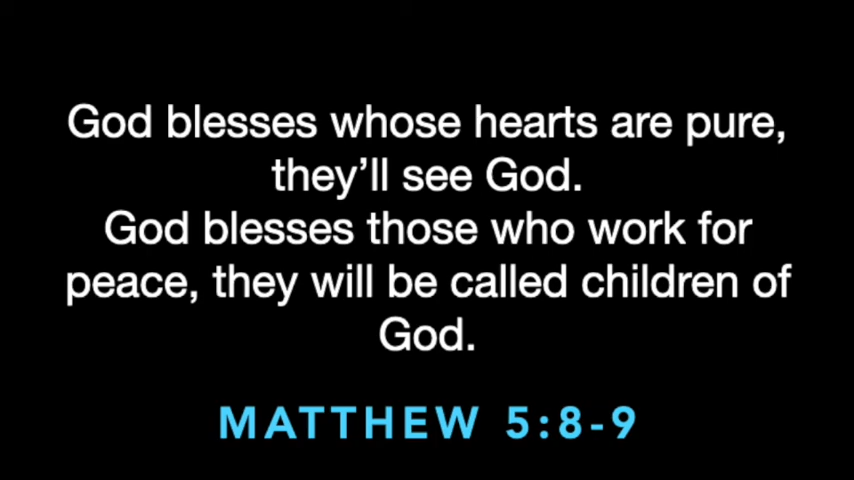 God blesses whose hearts are pure,
they’ll see God.
God blesses those who work for
peace, they will be called children of
God.
MATTHEW 5:8-9